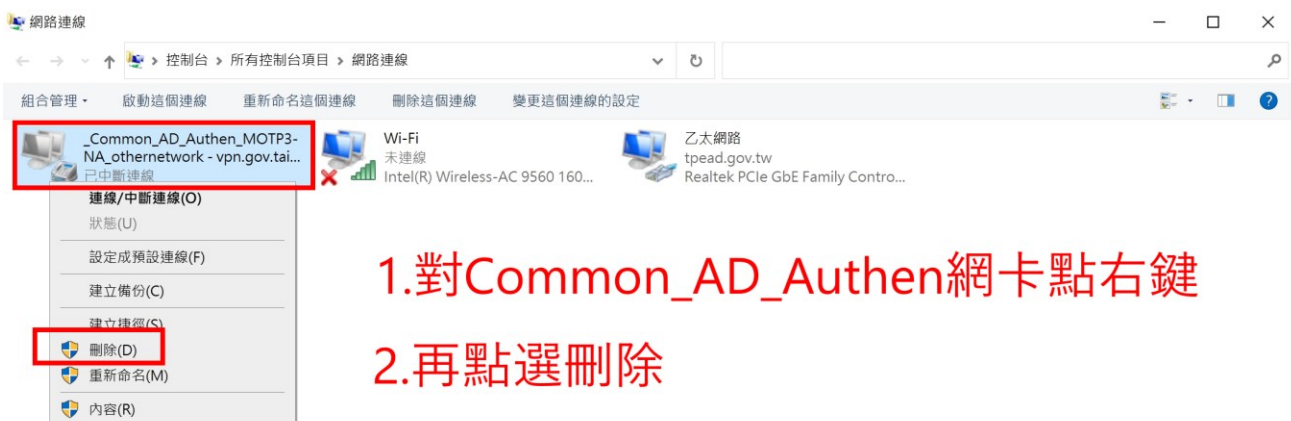 網路連線
控制台 › 所有控制台項目 › 網路連線
組合管理 啟動這個連線 重新命名這個連線 刪除這個連線 變更這個連線的設定
_Common_AD_Authen_MOTP3-
NA_othernetwork - vpn.gov.tai...
已中斷連線
Wi-Fi
未連線
Intel(R) Wireless-AC 9560 160...
乙太網路
tpead.gov.tw
Realtek PCIe GbE Family Contro...
連線/中斷連線(O)
狀態(U)
設定成預設連線(F)
建立備份(C)
建立捷徑(S)
刪除(D)
重新命名(M)
內容(R)
1.對Common_AD_Authen網卡點右鍵
2.再點選刪除